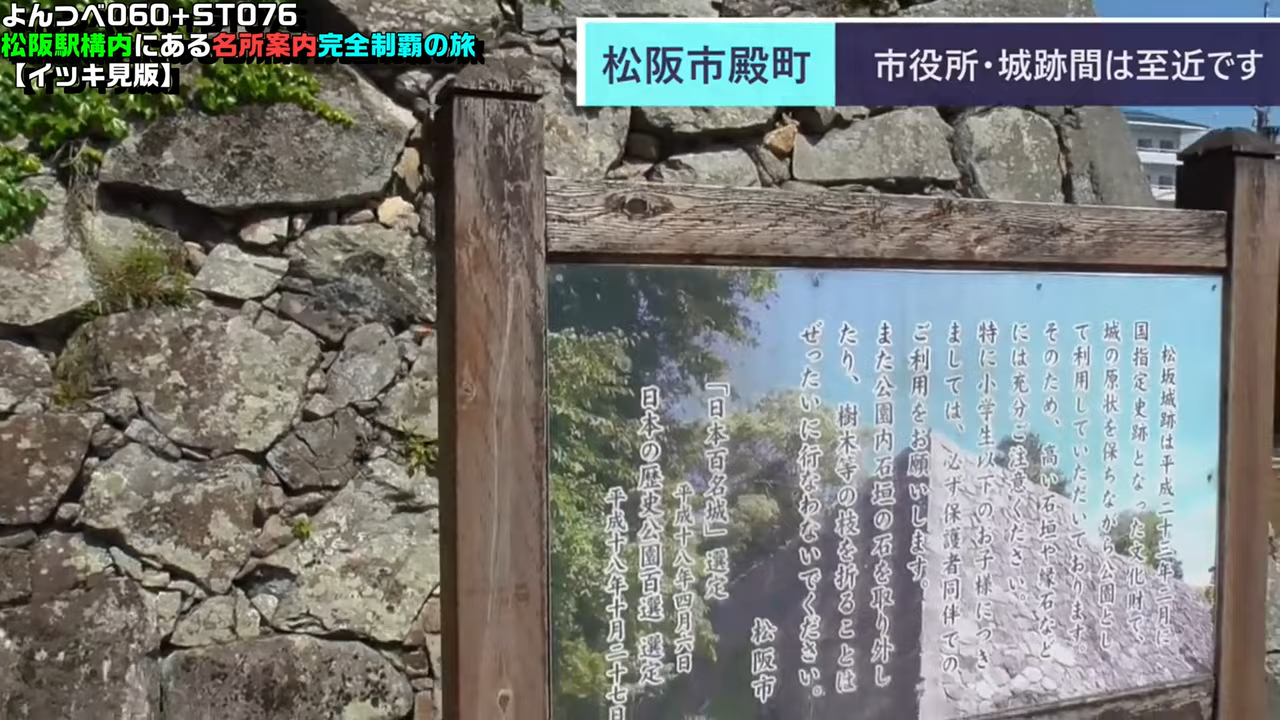 よんつべ060+ST076
松阪駅構内にある名所案内完全制覇の旅
【イツキ見版】
松阪市殿町
市役所・城跡間は至近です
松坂城跡は平成二十三年二月に、
国指定史跡となった文化財で、
城の原状を保ちながら公園とし
て利用していただいております。
そのため、高い石垣や縁石など
には充分ご注意ください。
特に小学生以下のお子様につき
ましては、必ず保護者同伴での、
ご利用をお願いします。
また公園内石垣の石を取り外し
たり、樹木等の枝を折ることは
ぜったいに行なわないでください。
松阪市
「日本百名城」選定
平成十八年四月六日
日本の歴史公園百選 選定
平成十八年十月二十七日